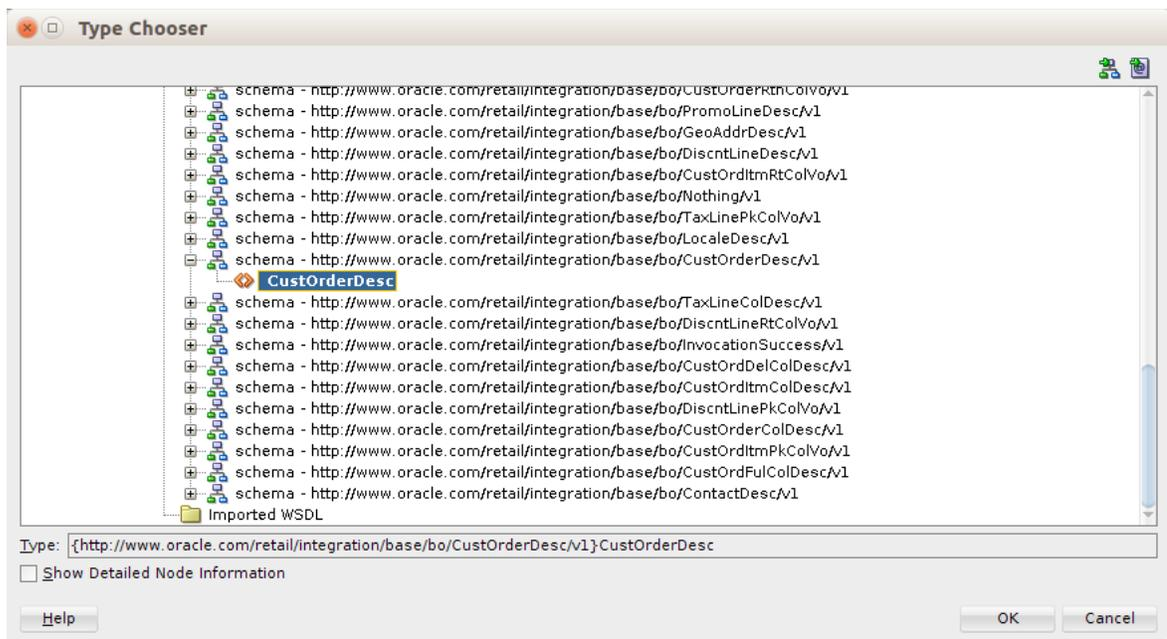 Type Chooser
schema - http://www.oracle.com/retail/integration/base/bo/CustOrderRtnColVo/v1
schema - http://www.oracle.com/retail/integration/base/bo/PromoLineDesc/v1
schema - http://www.oracle.com/retail/integration/base/bo/GeoAddrDesc/v1
schema - http://www.oracle.com/retail/integration/base/bo/DiscntLineDesc/v1
schema - http://www.oracle.com/retail/integration/base/bo/CustOrdItmRtColVo/v1
schema - http://www.oracle.com/retail/integration/base/bo/Nothing/v1
schema - http://www.oracle.com/retail/integration/base/bo/TaxLinePkColVo/v1
schema - http://www.oracle.com/retail/integration/base/bo/LocaleDesc/v1
schema - http://www.oracle.com/retail/integration/base/bo/CustOrderDesc/v1
CustOrderDesc
schema - http://www.oracle.com/retail/integration/base/bo/TaxLineColDesc/v1
schema - http://www.oracle.com/retail/integration/base/bo/DiscntLineRtColVo/v1
schema - http://www.oracle.com/retail/integration/base/bo/InvocationSuccess/v1
schema - http://www.oracle.com/retail/integration/base/bo/CustOrdDelColDesc/v1
schema - http://www.oracle.com/retail/integration/base/bo/CustOrdItmColDesc/v1
schema - http://www.oracle.com/retail/integration/base/bo/DiscntLinePkColVo/v1
schema - http://www.oracle.com/retail/integration/base/bo/CustOrderColDesc/v1
schema - http://www.oracle.com/retail/integration/base/bo/CustOrdItmPkColVo/v1
schema - http://www.oracle.com/retail/integration/base/bo/CustOrdFulColDesc/v1
schema - http://www.oracle.com/retail/integration/base/bo/ContactDesc/v1
Imported WSDL
Type: {http://www.oracle.com/retail/integration/base/bo/CustOrderDesc/v1}CustOrderDesc
Show Detailed Node Information
Help OK Cancel